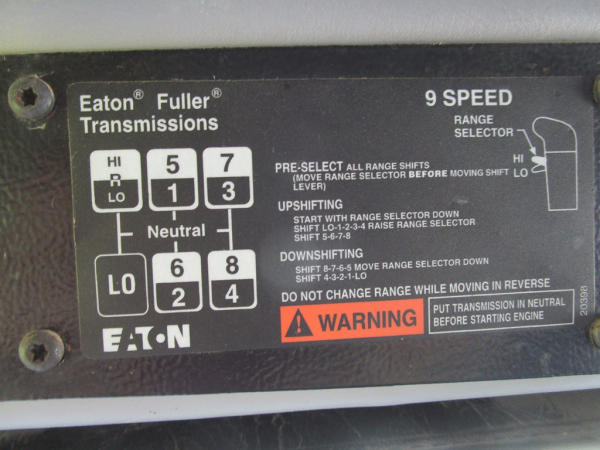 Eaton® Fuller®
Transmissions
9 SPEED
RANGE
SELECTOR
HI
LO
HI
R
LO
5
1
7
3
Neutral
LO
6
2
8
4
EATON
PRE-SELECT ALL RANGE SHIFTS
(MOVE RANGE SELECTOR BEFORE MOVING SHIFT
LEVER)
UPSHIFTING
START WITH RANGE SELECTOR DOWN
SHIFT LO-1-2-3-4 RAISE RANGE SELECTOR
SHIFT 5-6-7-8
DOWNSHIFTING
SHIFT 8-7-6-5 MOVE RANGE SELECTOR DOWN
SHIFT 4-3-2-1-LO
DO NOT CHANGE RANGE WHILE MOVING IN REVERSE
WARNING
PUT TRANSMISSION IN NEUTRAL
BEFORE STARTING ENGINE
20398